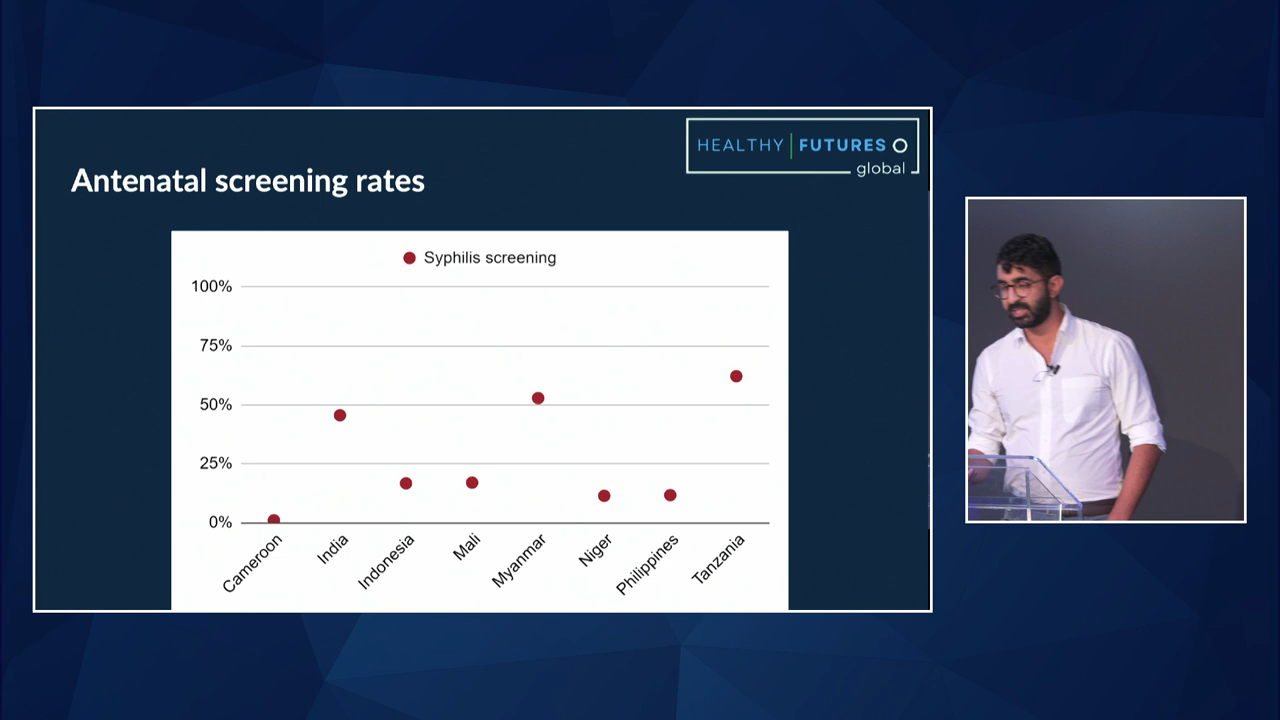 HEALTHY FUTURES
global
Antenatal screening rates
Syphilis screening
100%
75%
50%
25%
0%
Cameroon
India
Indonesia
Mali
Myanmar
Niger
Philippines
Tanzania